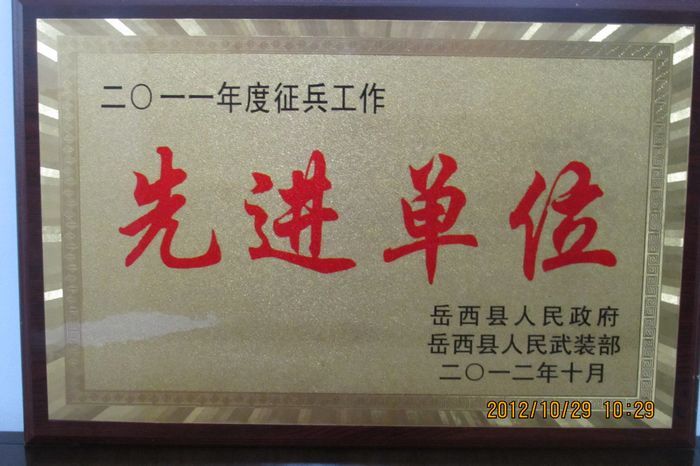 二〇一一年度征兵工作
先进单位
岳西县人民政府
岳西县人民武装部
二〇一二年十月
2012/10/29 10:29